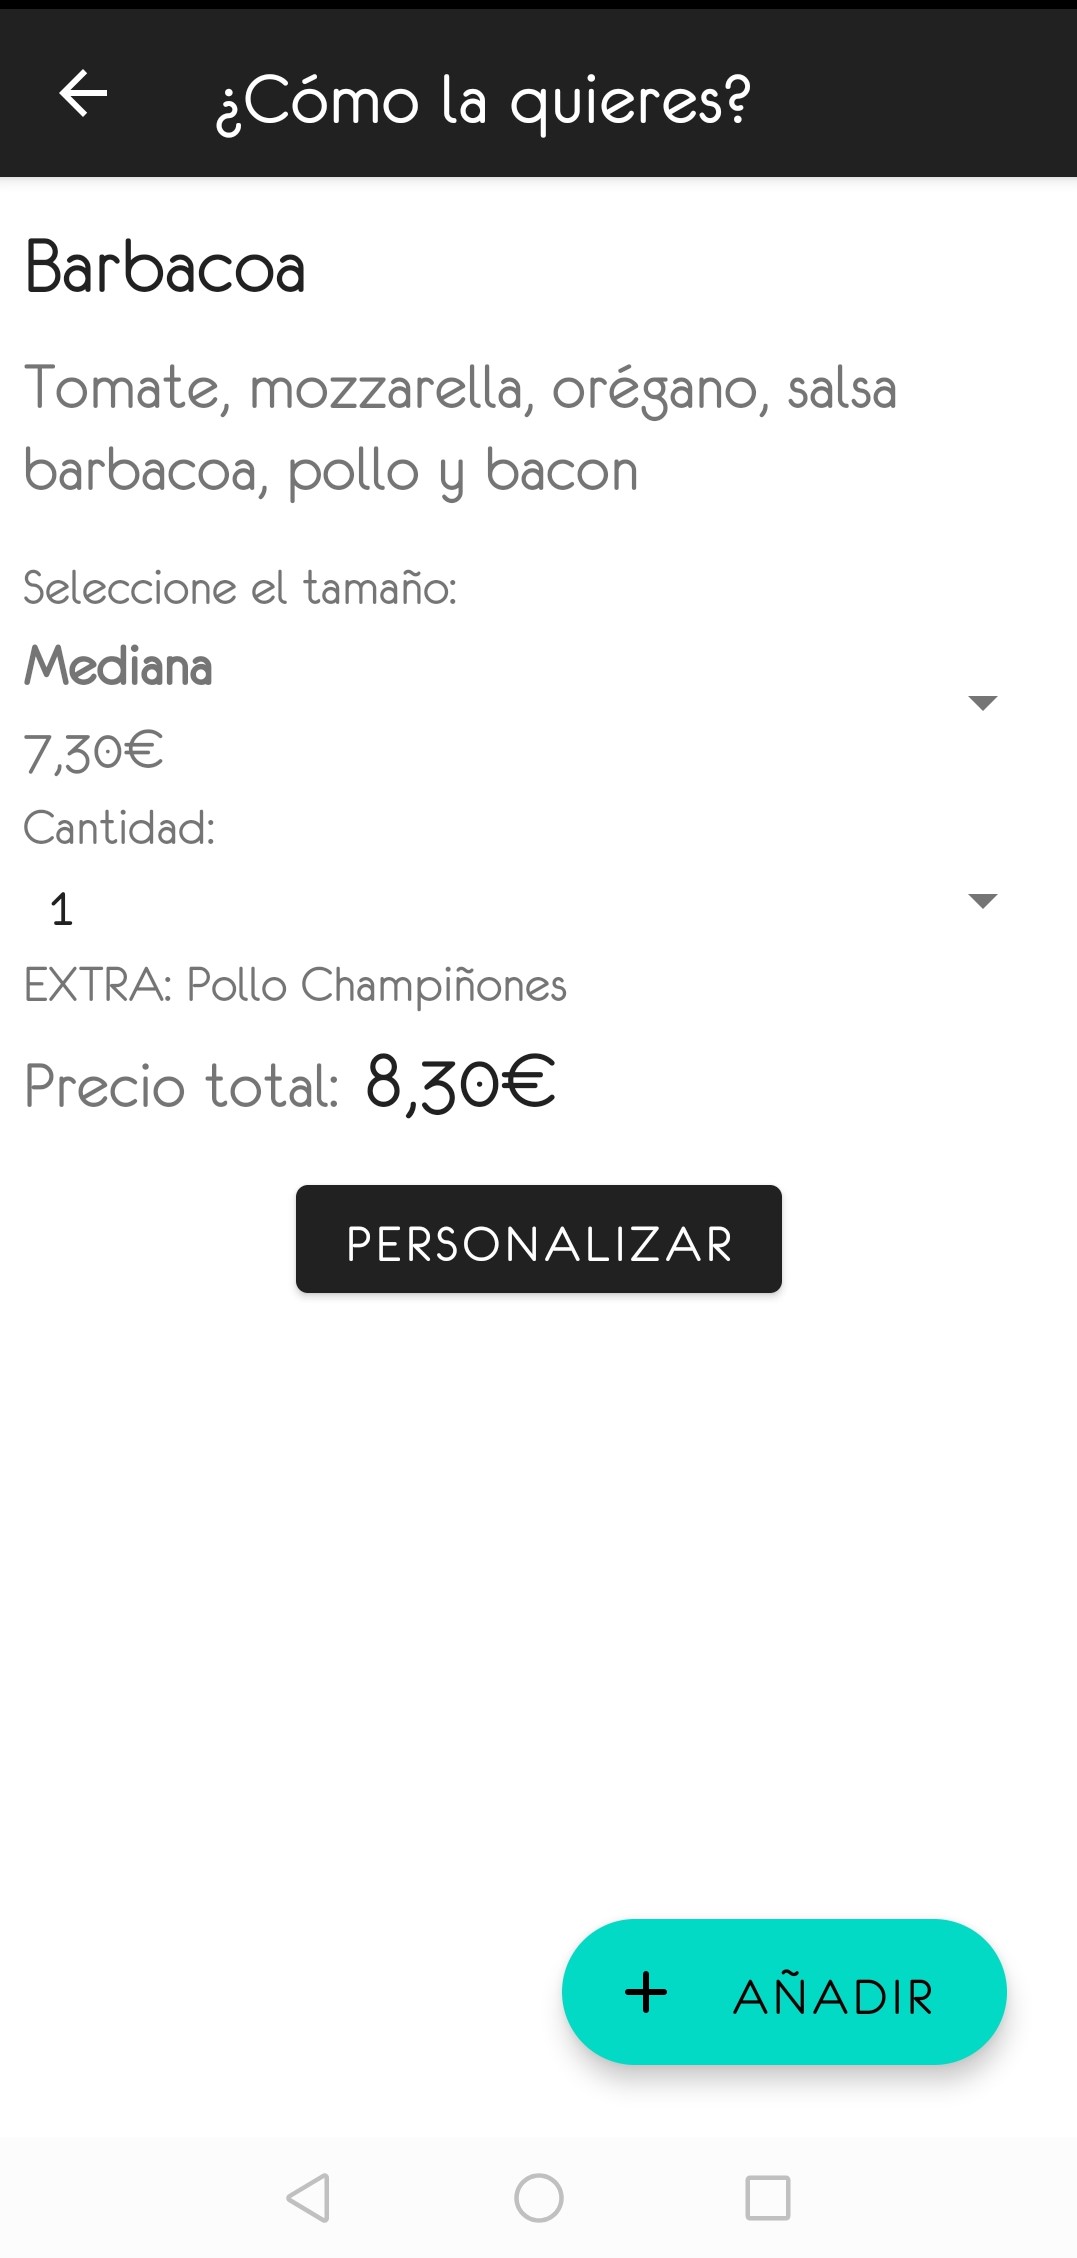 ¿Cómo la quieres?
Barbacoa
Tomate, mozzarella, orégano, salsa
barbacoa, pollo y bacon
Seleccione el tamaño:
Mediana
7,30€
Cantidad:
1
EXTRA: Pollo Champiñones
Precio total: 8,30€
PERSONALIZAR
+ AÑADIR